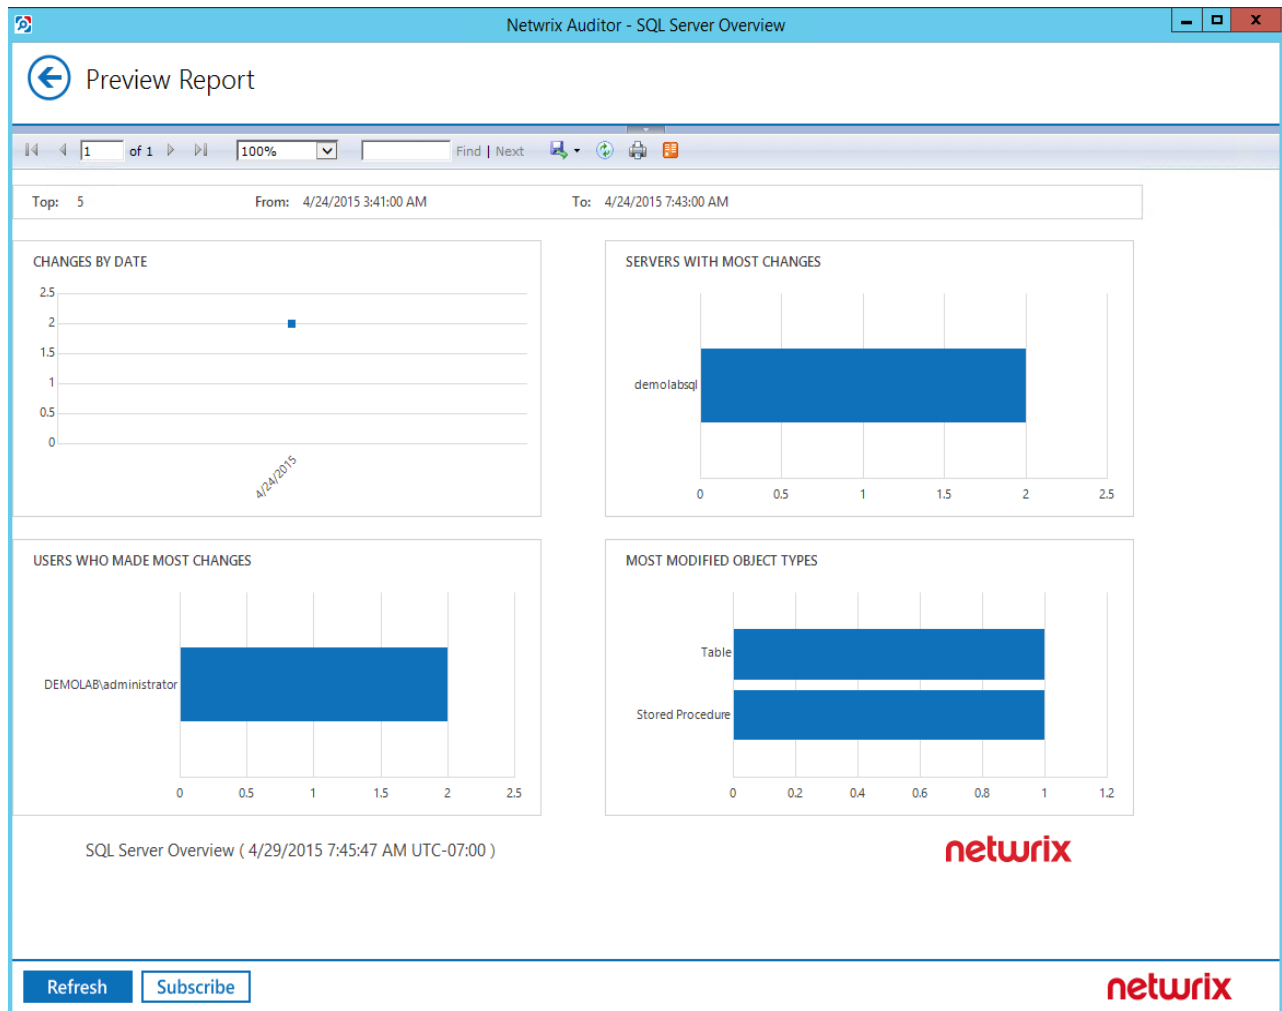 Netwrix Auditor - SQL Server Overview
x
Preview Report
1 of 1 100% Find | Next
Top: 5 From: 4/24/2015 3:41:00 AM To: 4/24/2015 7:43:00 AM
CHANGES BY DATE
2.5
2
1.5
1
0.5
0
4/24/2015
SERVERS WITH MOST CHANGES
demolabsql
0 0.5 1 1.5 2 2.5
USERS WHO MADE MOST CHANGES
DEMOLAB\administrator
0 0.5 1 1.5 2 2.5
MOST MODIFIED OBJECT TYPES
Table
Stored Procedure
0 0.2 0.4 0.6 0.8 1 1.2
SQL Server Overview ( 4/29/2015 7:45:47 AM UTC-07:00 )
netwrix
Refresh Subscribe
netwrix